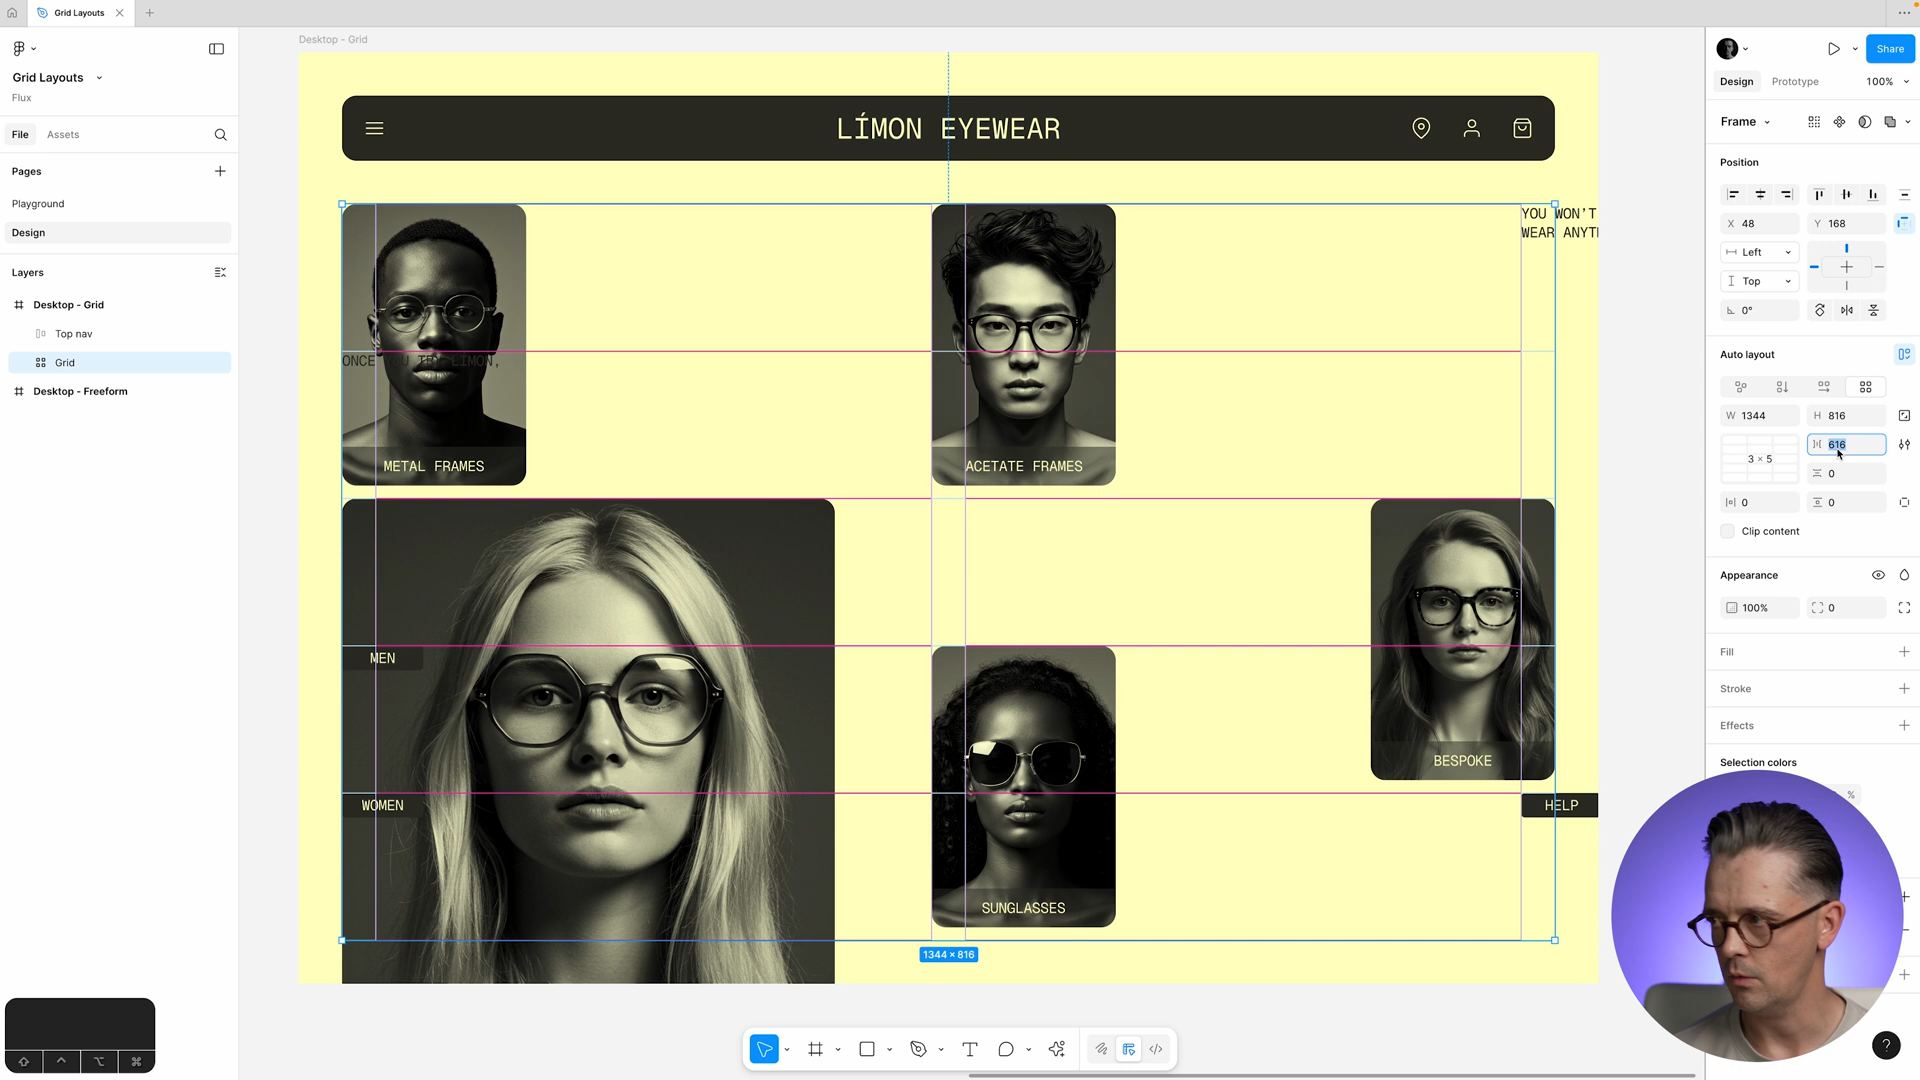 Grid Layouts
Grid Layouts
Flux
File
Assets
Pages
Playground
Design
Layers
Desktop - Grid
Top nav
Grid
Desktop - Freeform
Desktop - Grid
LÍMON EYEWEAR
METAL FRAMES
ACETATE FRAMES
YOU WON'T
WEAR ANYT
MEN
WOMEN
SUNGLASSES
BESPOKE
HELP
1344 × 816
Share
Design
Prototype
100%
Frame
Position
X 48
Y 168
Left
Top
0°
Auto layout
W 1344
H 816
3 × 5
616
0
0
0
Clip content
Appearance
100%
0
Fill
Stroke
Effects
Selection colors
%
?